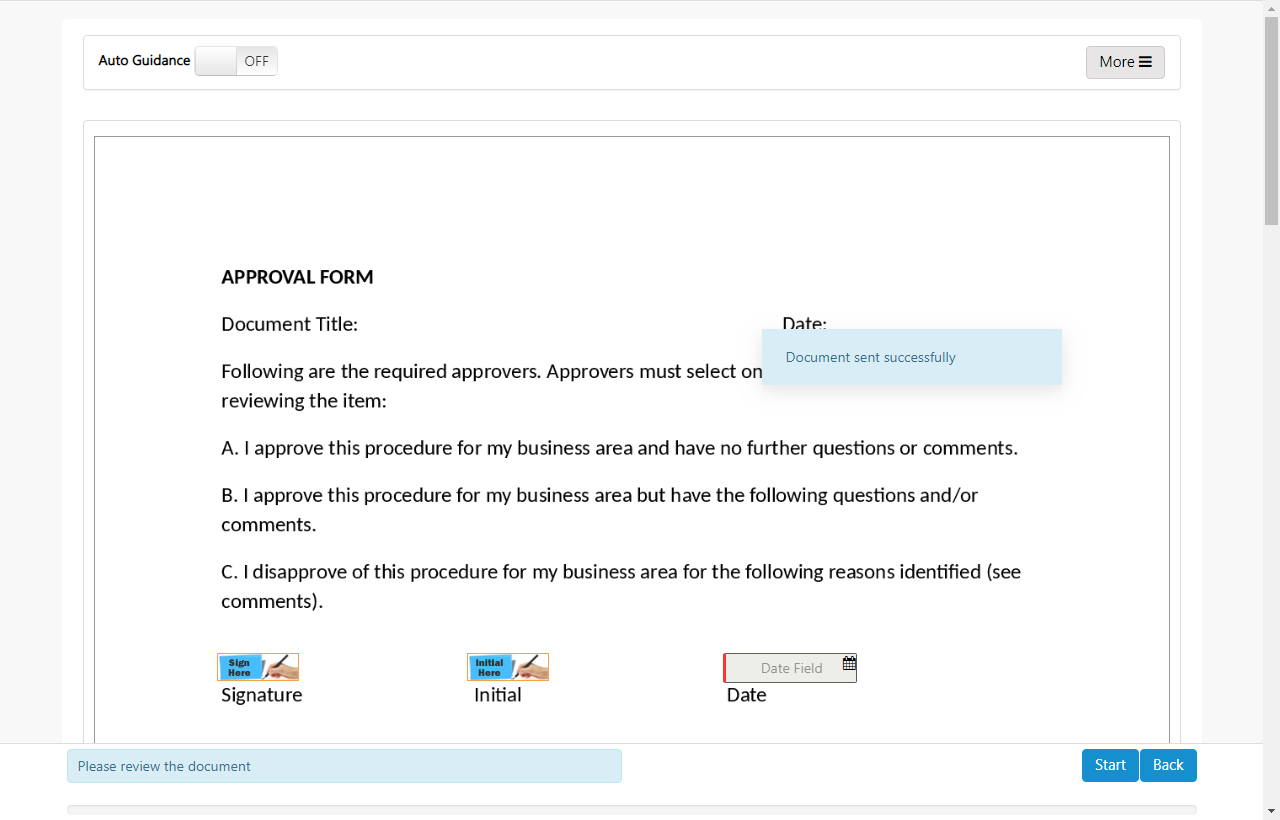 Auto Guidance OFF More
APPROVAL FORM
Document Title: Date:
Document sent successfully
Following are the required approvers. Approvers must select on
reviewing the item:
A. I approve this procedure for my business area and have no further questions or comments.
B. I approve this procedure for my business area but have the following questions and/or
comments.
C. I disapprove of this procedure for my business area for the following reasons identified (see
comments).
Sign Here
Initial Here
Date Field
Signature Initial Date
Please review the document Start Back